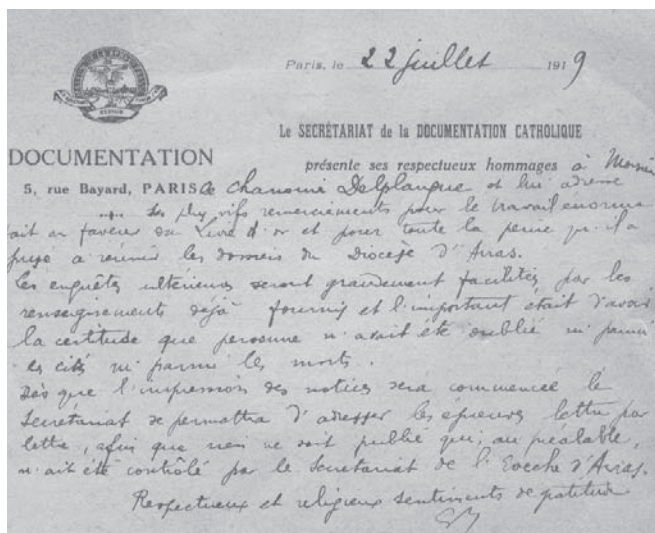 Paris, le 22 juillet 1919
Le SECRÉTARIAT de la DOCUMENTATION CATHOLIQUE
DOCUMENTATION
présente ses respectueux hommages à
5, rue Bayard, PARIS
le Chanoine Delplanque et lui adresse
ses plus vifs remerciements pour le travail enorme
fait en faveur du Livre d'or et pour toute la peine qu'il a
prise à réunir les dossiers du Diocèse d'Arras.
Les enquêtes ultérieures seront grandement facilités par les
renseignements déjà fournis et l'important était d'avoir
la certitude que personne n'avait été oublié ni parmi
les cités ni parmi les morts.
Dès que l'impression des notices sera commencée le
Secrétariat se permettra d'adresser les épreuves lettre par
lettre, afin que rien ne soit publié qui, au préalable,
n'ait été contrôlé par le Secrétariat de l'Evêché d'Arras.
Respectueux et religieux sentiments de gratitude